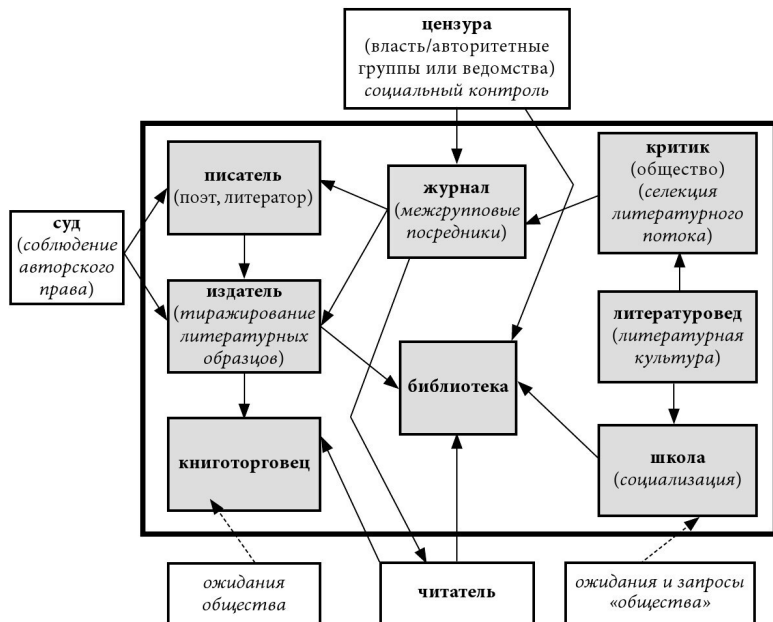 цензура
(власть/авторитетные
группы или ведомства)
социальный контроль
писатель
(поэт, литератор)
журнал
(межгрупповые
посредники)
критик
(общество)
(селекция
литературного
потока)
суд
(соблюдение
авторского
права)
издатель
(тиражирование
литературных
образцов)
литературовед
(литературная
культура)
библиотека
книготорговец
школа
(социализация)
ожидания
общества
читатель
ожидания и запросы
«общества»